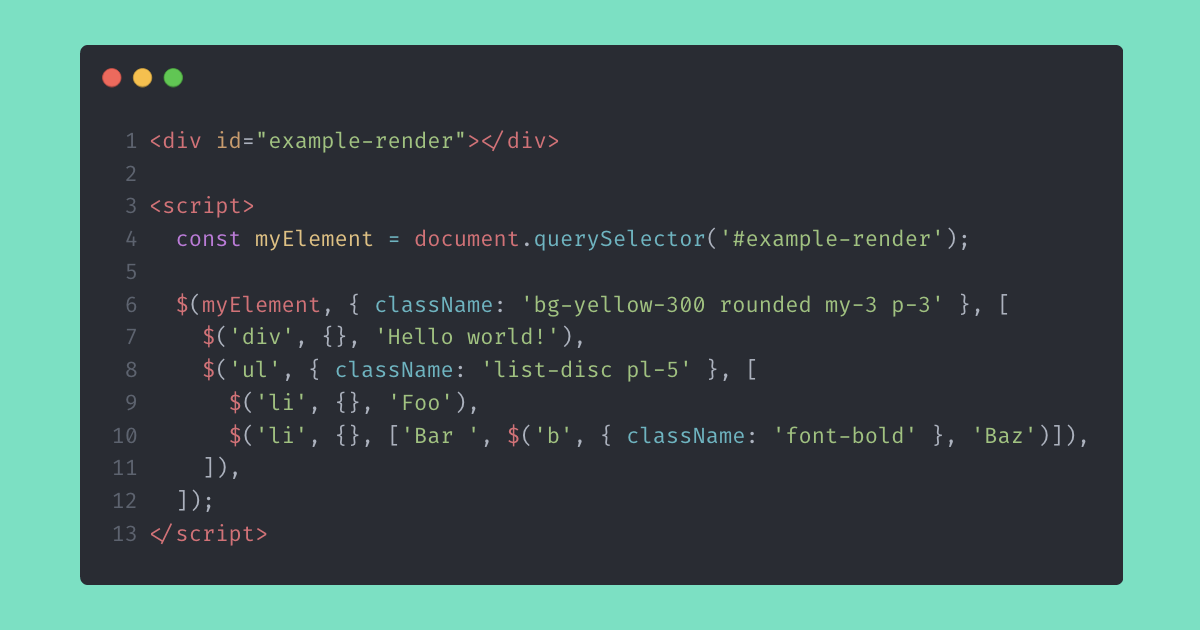 1 <div id="example-render"></div>
2
3 <script>
4   const myElement = document.querySelector('#example-render');
5
6   $(myElement, { className: 'bg-yellow-300 rounded my-3 p-3' }, [
7     $('div', {}, 'Hello world!'),
8     $('ul', { className: 'list-disc pl-5' }, [
9       $('li', {}, 'Foo'),
10       $('li', {}, ['Bar ', $('b', { className: 'font-bold' }, 'Baz')]),
11     ]),
12   ]);
13 </script>